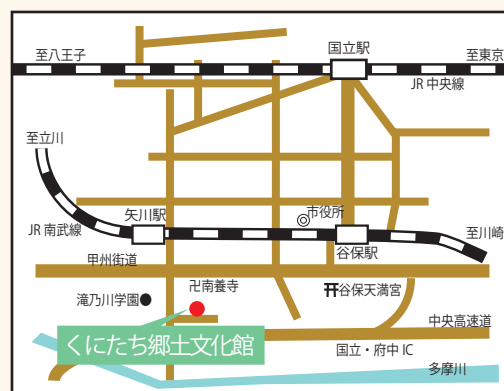 至八王子
国立駅
至東京
JR 中央線
至立川
矢川駅
市役所
JR 南武線
谷保駅
至川崎
甲州街道
卍南養寺
滝乃川学園
谷保天満宮
くにたち郷土文化館
中央高速道
国立・府中 IC
多摩川